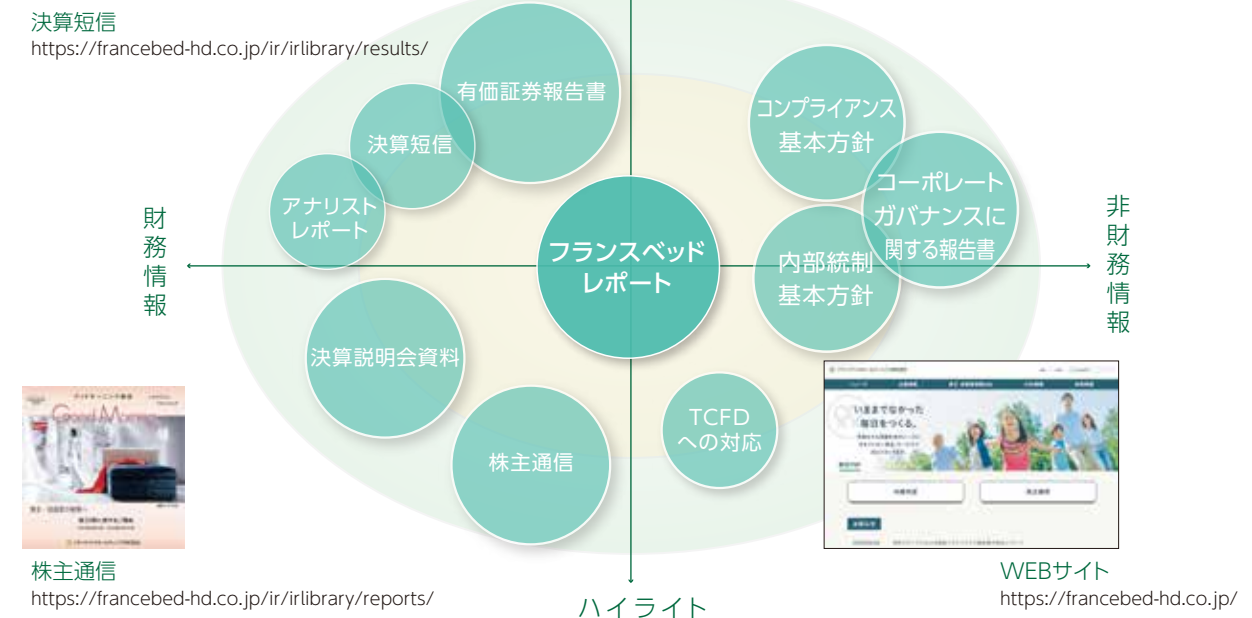 決算短信
https://francebed-hd.co.jp/ir/irlibrary/results/
有価証券報告書
決算短信
アナリスト
レポート
コンプライアンス
基本方針
コーポレート
ガバナンスに
関する報告書
財務情報
フランスベッド
レポート
内部統制
基本方針
非財務情報
決算説明会資料
株主通信
TCFD
への対応
Good Morning
いままでなかった
毎日をつくる。
株主通信
https://francebed-hd.co.jp/ir/irlibrary/reports/
ハイライト
WEBサイト
https://francebed-hd.co.jp/